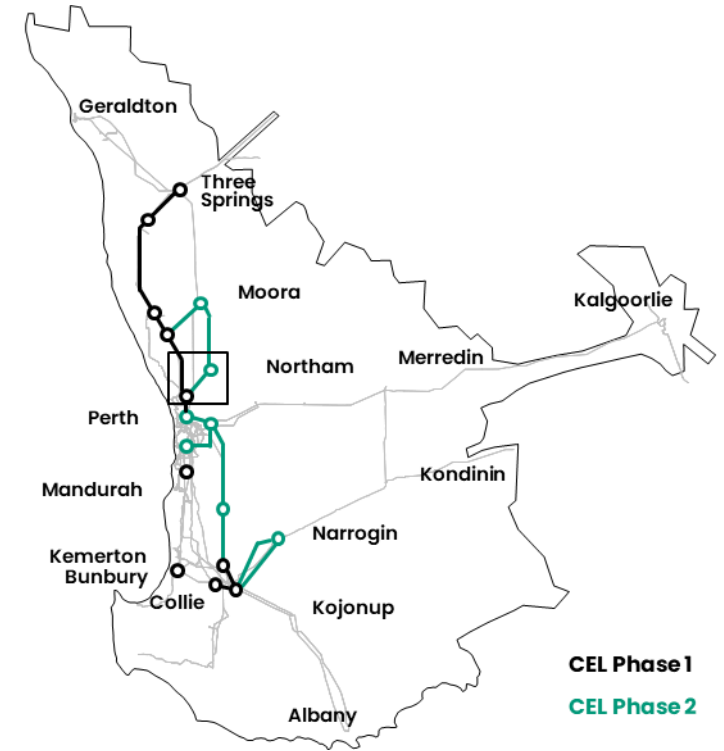 Geraldton
Three
Springs
Moora
Kalgoorlie
Merredin
Northam
Perth
Kondinin
Mandurah
Narrogin
Kemerton
Bunbury
Collie
Kojonup
CEL Phase 1
CEL Phase 2
Albany